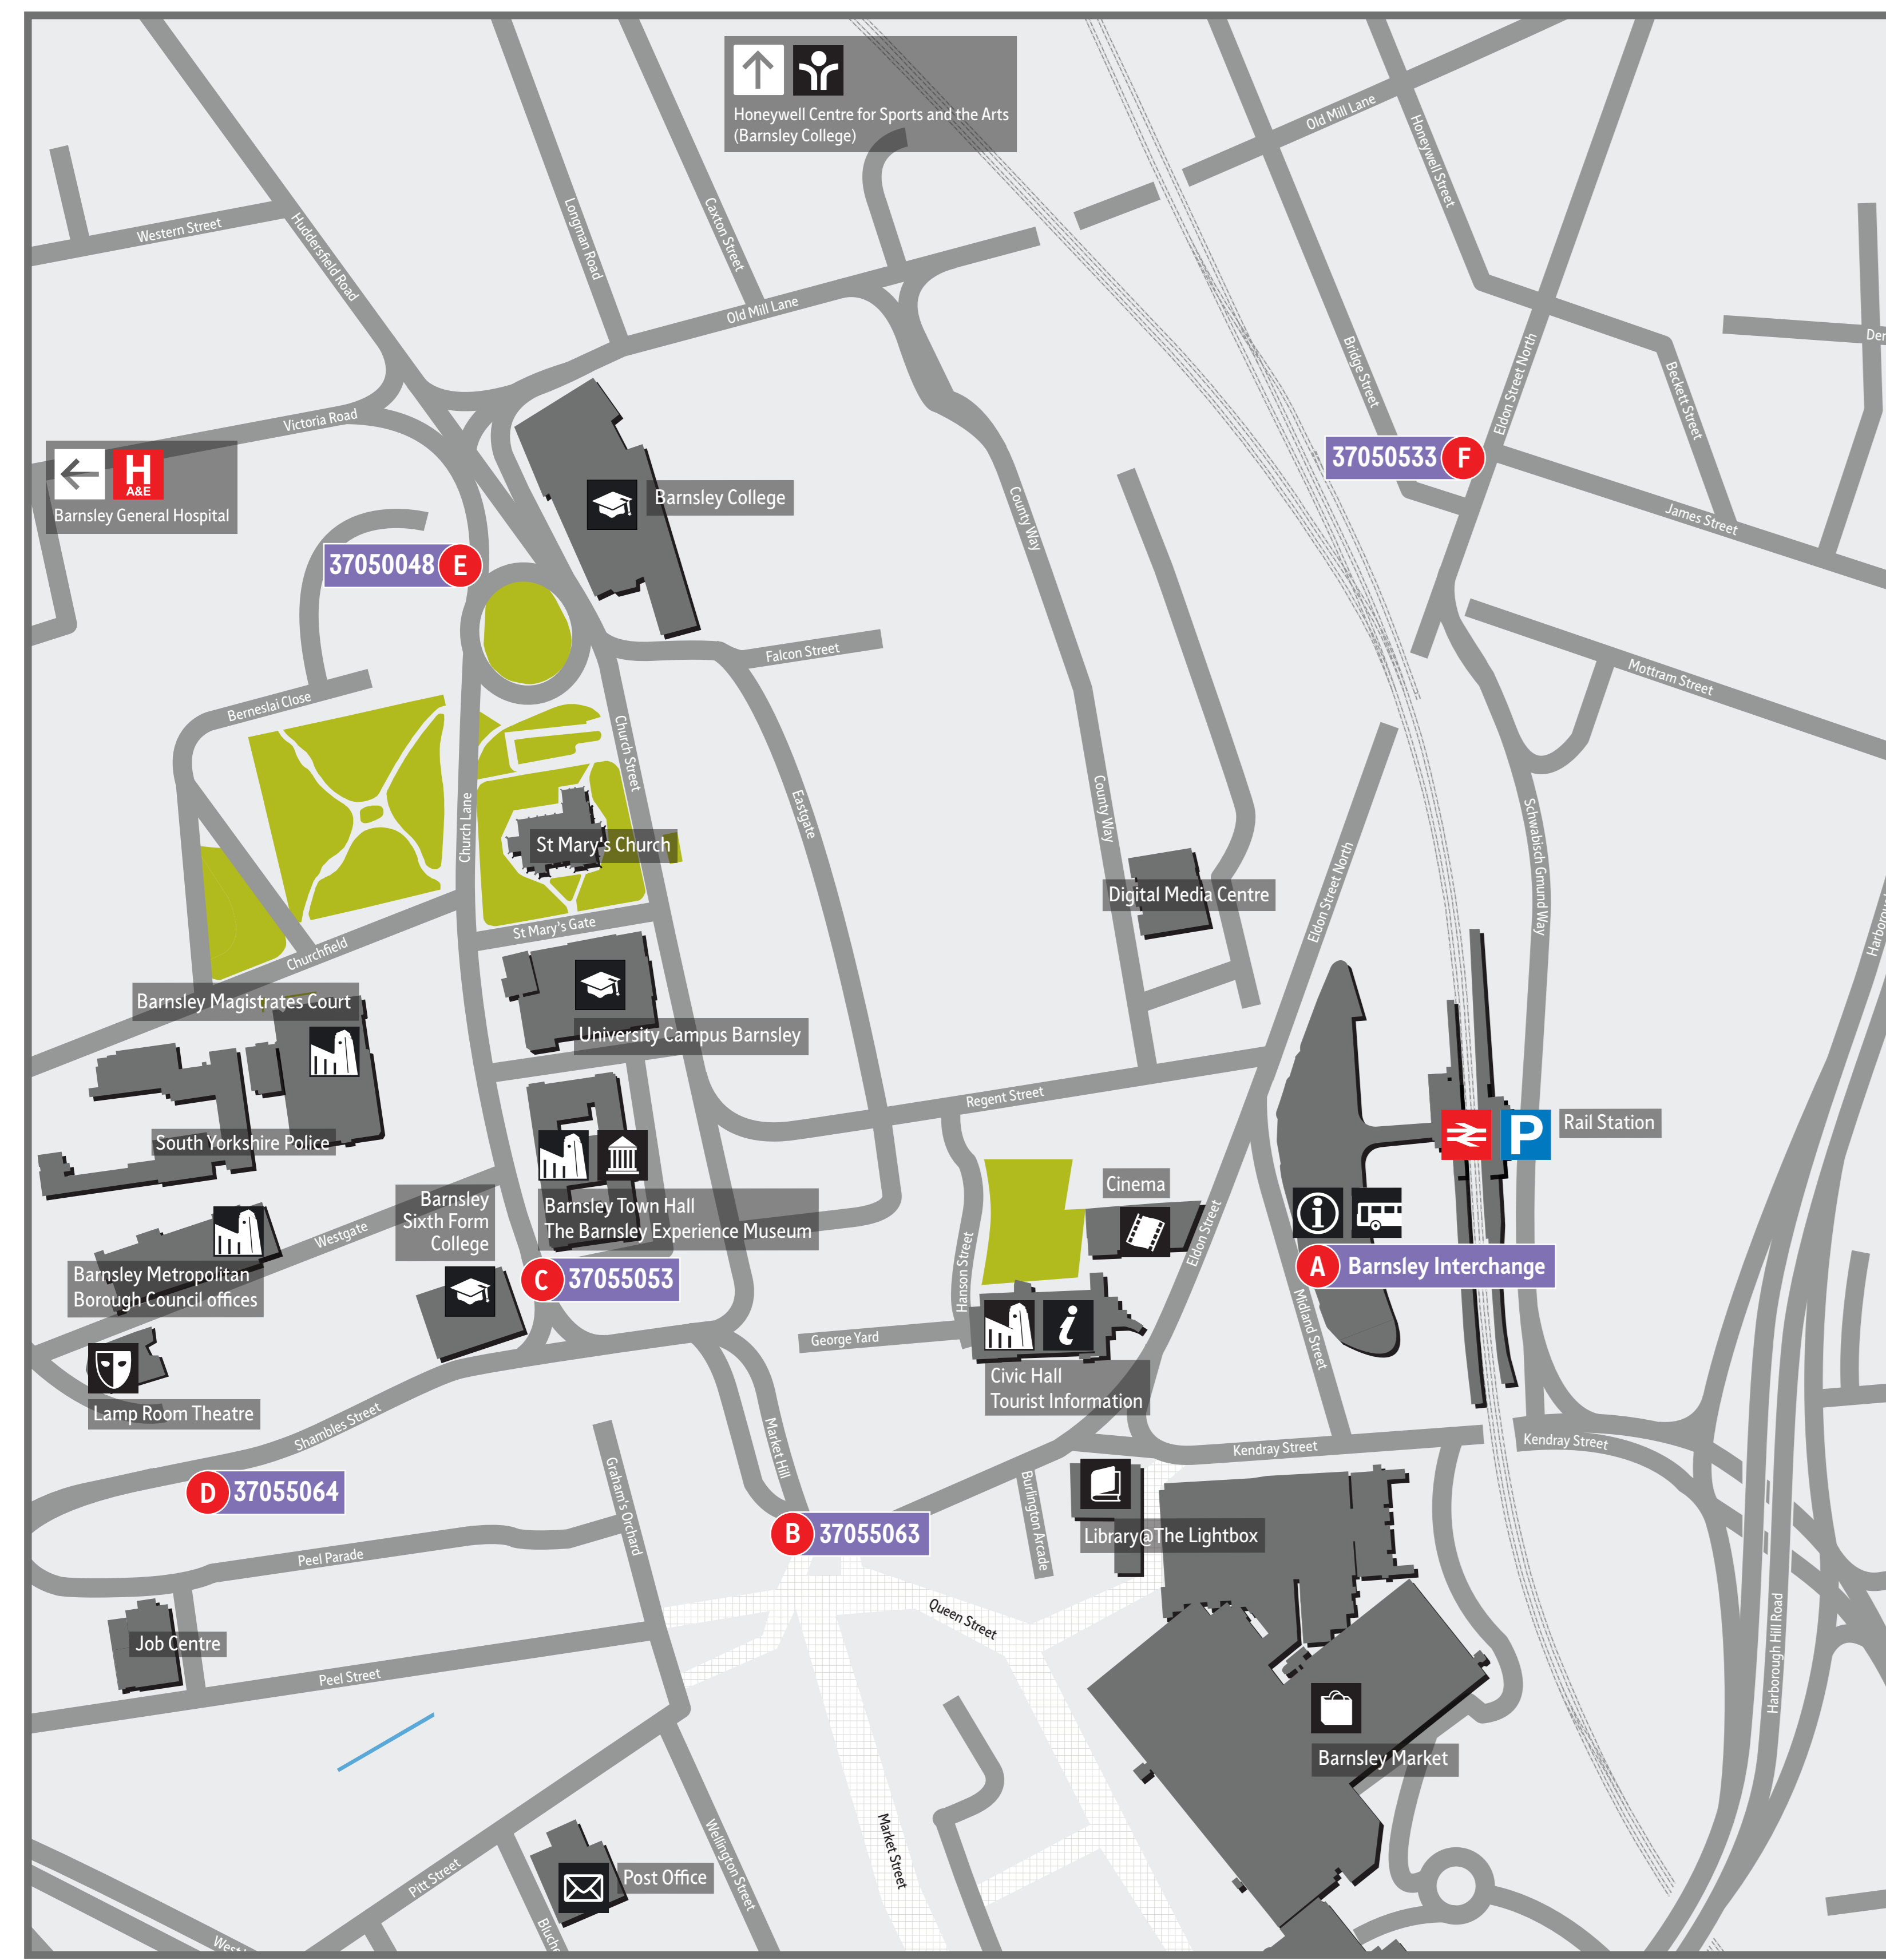 Honeywell Centre for Sports and the Arts
(Barnsley College)
Old Mill Lane
Honeywell Street
Western Street
Huddersfield Road
Longman Road
Caxton Street
Old Mill Lane
Bridge Street
Eldon Street North
Beckett Street
Der
Victoria Road
H
A&E
Barnsley General Hospital
Barnsley College
37050533 F
County Way
James Street
37050048 E
Falcon Street
Mottram Street
Berneslai Close
Church Street
Church Lane
Eastgate
County Way
Schwabisch Gmund Way
St Mary's Church
Digital Media Centre
Eldon Street North
Harborou
St Mary's Gate
Churchfield
Barnsley Magistrates Court
University Campus Barnsley
Regent Street
South Yorkshire Police
P
Rail Station
Barnsley
Sixth Form
College
Barnsley Town Hall
The Barnsley Experience Museum
Cinema
Westgate
Hanson Street
Eldon Street
i
Barnsley Metropolitan
Borough Council offices
C 37055053
A Barnsley Interchange
Midland Street
George Yard
i
Civic Hall
Tourist Information
Lamp Room Theatre
Shambles Street
Market Hill
Kendray Street
Kendray Street
D 37055064
Graham's Orchard
Burlington Arcade
B 37055063
Library@The Lightbox
Peel Parade
Queen Street
Job Centre
Peel Street
Harborough Hill Road
Barnsley Market
Market Street
Wellington Street
Post Office
Pitt Street
Bluche
West